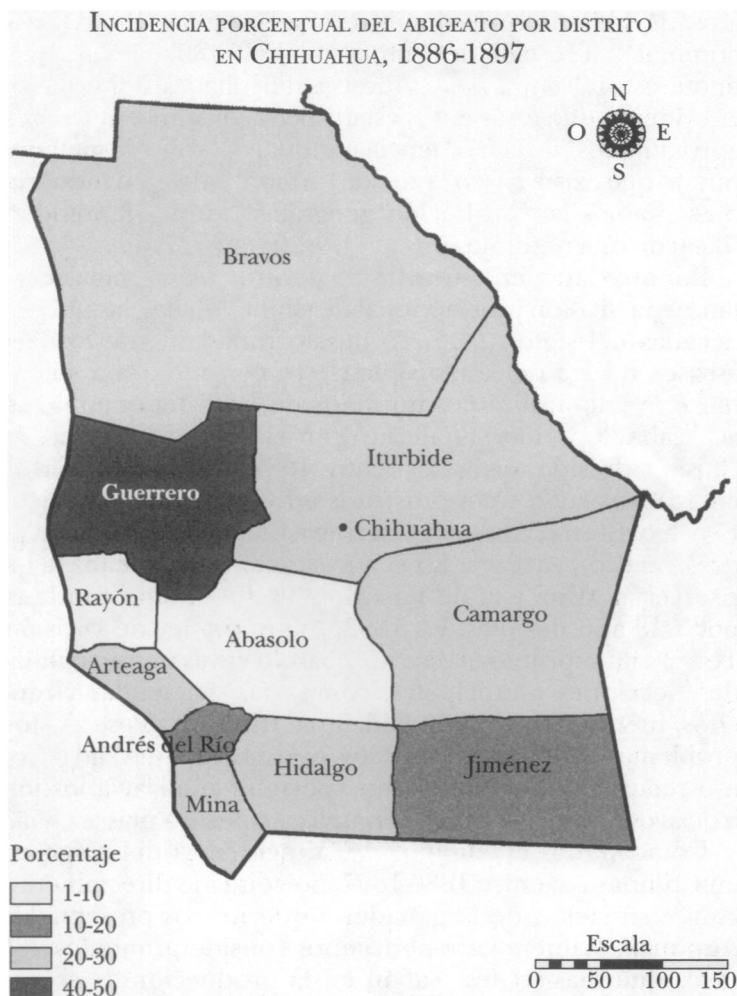 INCIDENCIA PORCENTUAL DEL ABIGEATO POR DISTRITO
EN CHIHUAHUA, 1886-1897
N
O E
S
Bravos
Iturbide
Guerrero
Chihuahua
Rayón
Camargo
Abasolo
Arteaga
Andrés del Río
Hidalgo
Jiménez
Mina
Porcentaje
1-10
10-20
20-30
40-50
Escala
0 50 100 150